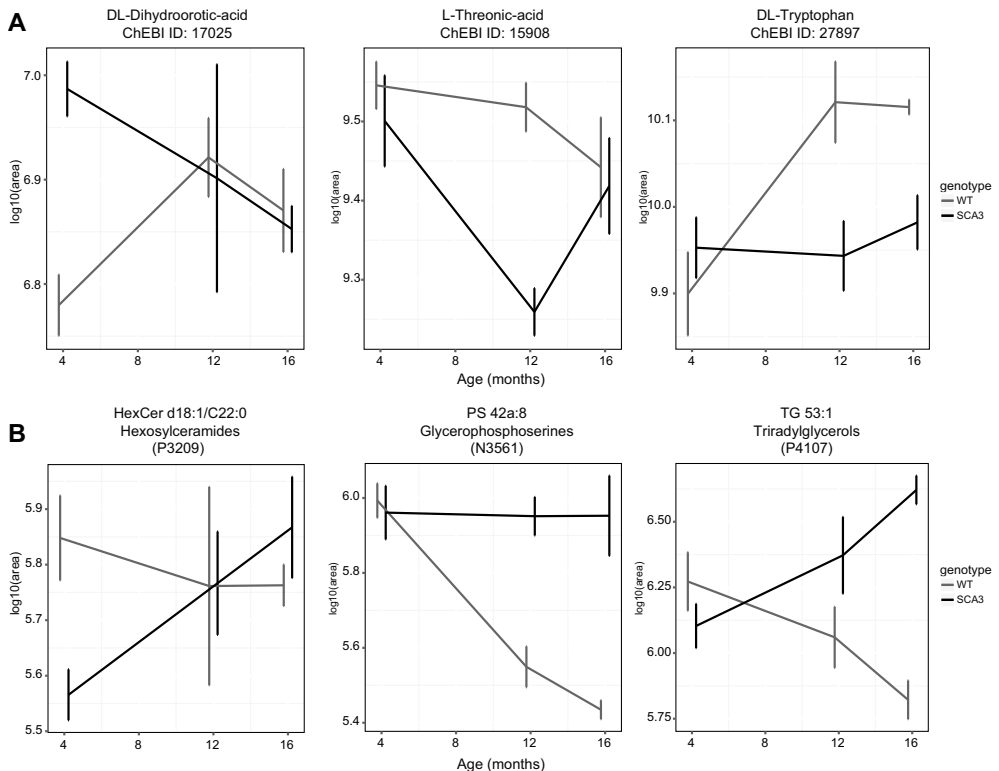 A
DL-Dihydroorotic-acid
ChEBI ID: 17025
L-Threonic-acid
ChEBI ID: 15908
DL-Tryptophan
ChEBI ID: 27897
log10(area)
7.0
6.9
6.8
4
8
12
16
log10(area)
9.5
9.4
9.3
4
8
12
16
Age (months)
log10(area)
10.1
10.0
9.9
4
8
12
16
genotype
WT
SCA3
B
HexCer d18:1/C22:0
Hexosylceramides
(P3209)
PS 42a:8
Glycerophosphoserines
(N3561)
TG 53:1
Triradylglycerols
(P4107)
log10(area)
5.9
5.8
5.7
5.6
5.5
4
8
12
16
log10(area)
6.0
5.8
5.6
5.4
4
8
12
16
Age (months)
log10(area)
6.50
6.25
6.00
5.75
4
8
12
16
genotype
WT
SCA3